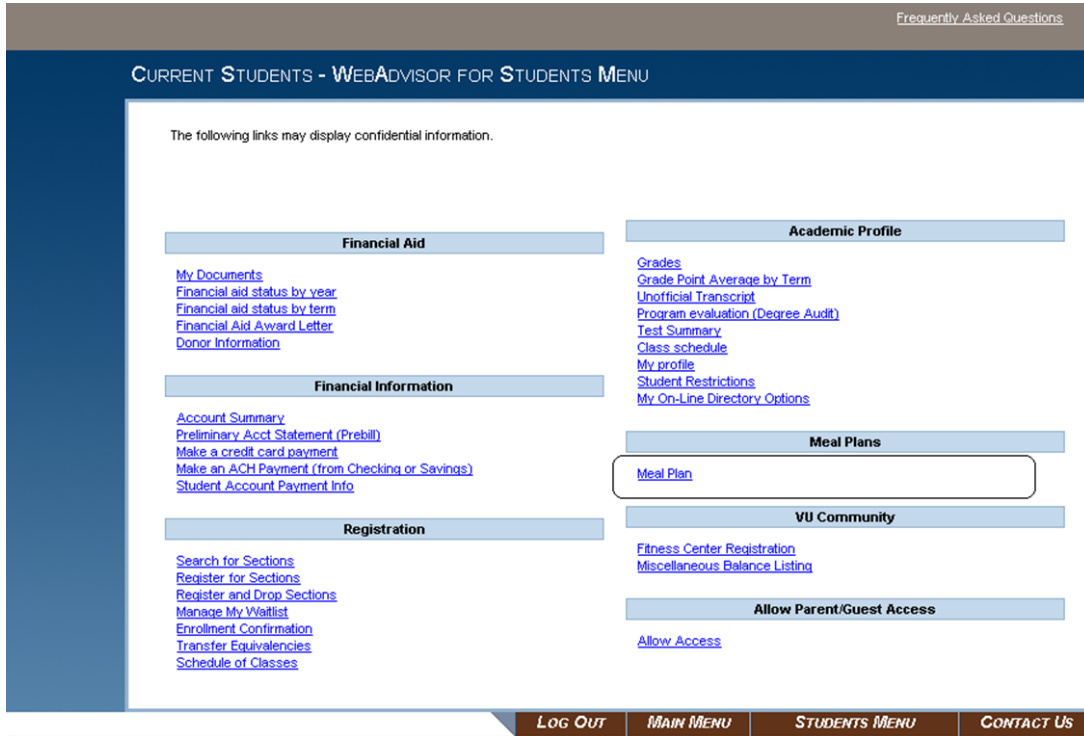 Frequently Asked Questions
CURRENT STUDENTS - WEBADVISOR FOR STUDENTS MENU
The following links may display confidential information.
Financial Aid
My Documents
Financial aid status by year
Financial aid status by term
Financial Aid Award Letter
Donor Information
Financial Information
Account Summary
Preliminary Acct Statement (Prebill)
Make a credit card payment
Make an ACH Payment (from Checking or Savings)
Student Account Payment Info
Registration
Search for Sections
Register for Sections
Register and Drop Sections
Manage My Waitlist
Enrollment Confirmation
Transfer Equivalencies
Schedule of Classes
Academic Profile
Grades
Grade Point Average by Term
Unofficial Transcript
Program evaluation (Degree Audit)
Test Summary
Class schedule
My profile
Student Restrictions
My On-Line Directory Options
Meal Plans
Meal Plan
VU Community
Fitness Center Registration
Miscellaneous Balance Listing
Allow Parent/Guest Access
Allow Access
LOG OUT MAIN MENU STUDENTS MENU CONTACT US